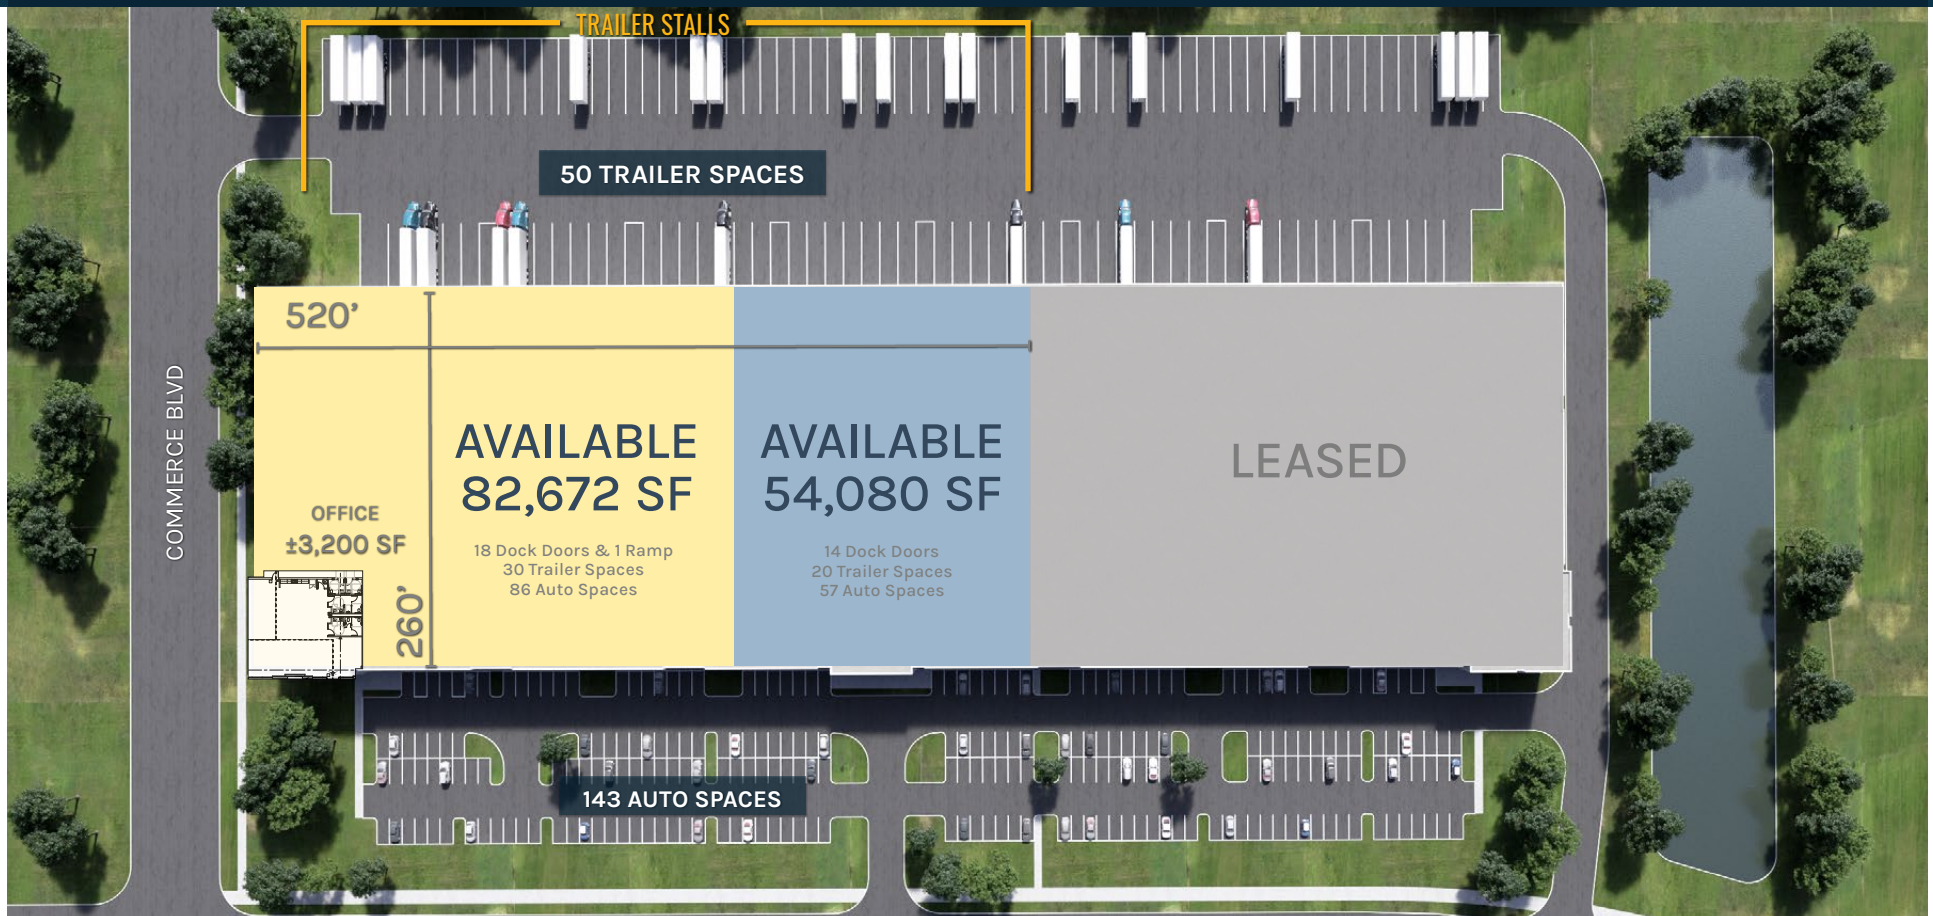 TRAILER STALLS
50 TRAILER SPACES
520’
COMMERCE BLVD
AVAILABLE
82,672 SF
18 Dock Doors & 1 Ramp
30 Trailer Spaces
86 Auto Spaces
OFFICE
±3,200 SF
260’
AVAILABLE
54,080 SF
14 Dock Doors
20 Trailer Spaces
57 Auto Spaces
LEASED
143 AUTO SPACES